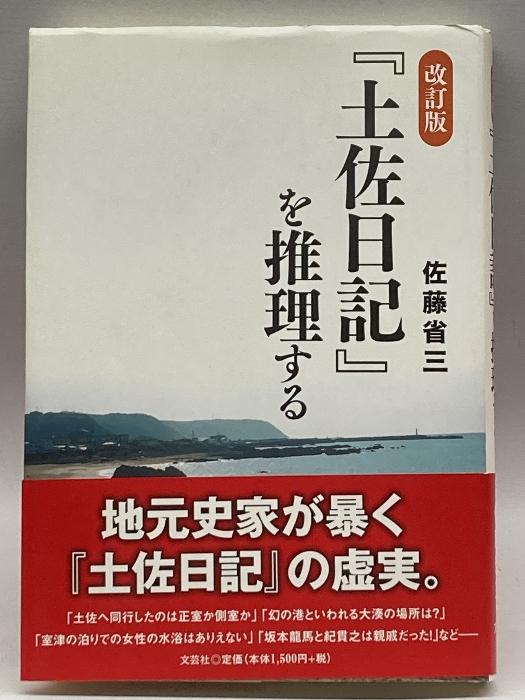 改訂版
『土佐日記』
を推理する
佐藤省三
地元史家が暴く
『土佐日記』の虚実。
「土佐へ同行したのは正室か側室か」「幻の港といわれる大湊の場所は?」
「室津の泊りでの女性の水浴はありえない」「坂本龍馬と紀貫之は親戚だった!」など──
文芸社◎定価(本体1,500円+税)